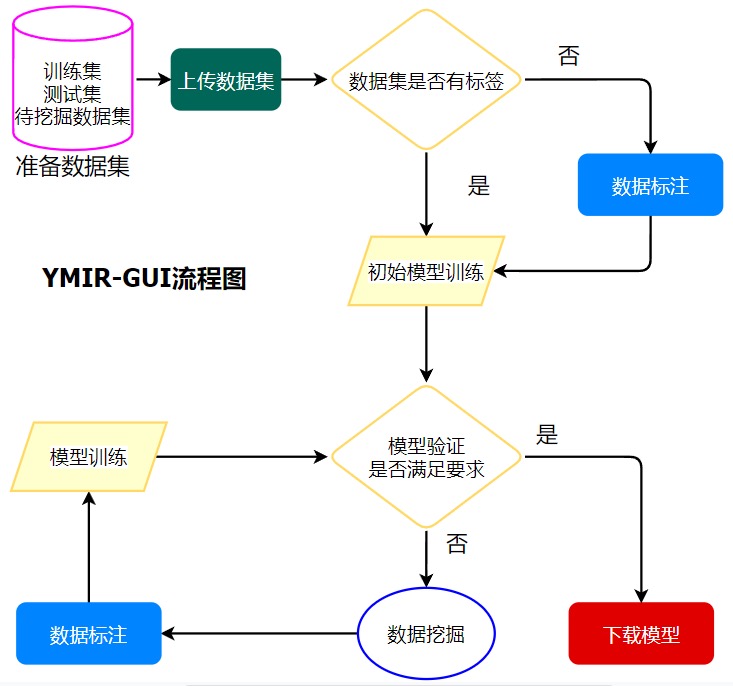 训练集
测试集
待挖掘数据集
准备数据集
上传数据集
数据集是否有标签
否
数据标注
是
初始模型训练
YMIR-GUI流程图
模型验证
是否满足要求
是
否
模型训练
数据标注
数据挖掘
下载模型